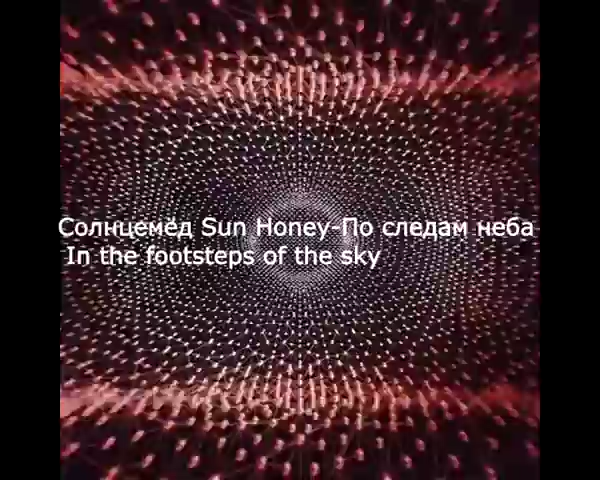 Солнцемёд Sun Honey-По следам неба
In the footsteps of the sky